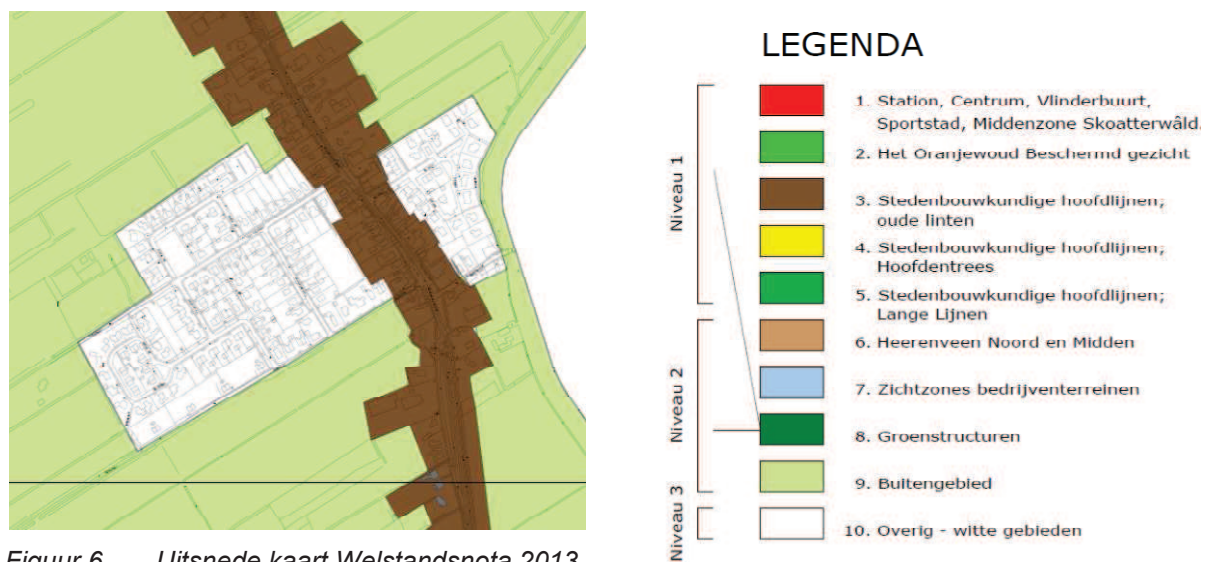 LEGENDA
Niveau 1
1. Station, Centrum, Vlinderbuurt,
Sportstad, Middenzone Skoatterwâld.
2. Het Oranjewoud Beschermd gezicht
3. Stedenbouwkundige hoofdlijnen;
oude linten
4. Stedenbouwkundige hoofdlijnen;
Hoofdentrees
5. Stedenbouwkundige hoofdlijnen;
Lange Lijnen
Niveau 2
6. Heerenveen Noord en Midden
7. Zichtzones bedrijventerreinen
8. Groenstructuren
9. Buitengebied
Niveau 3
10. Overig - witte gebieden
Figuur 6 Uitsnede kaart Welstandsnota 2013